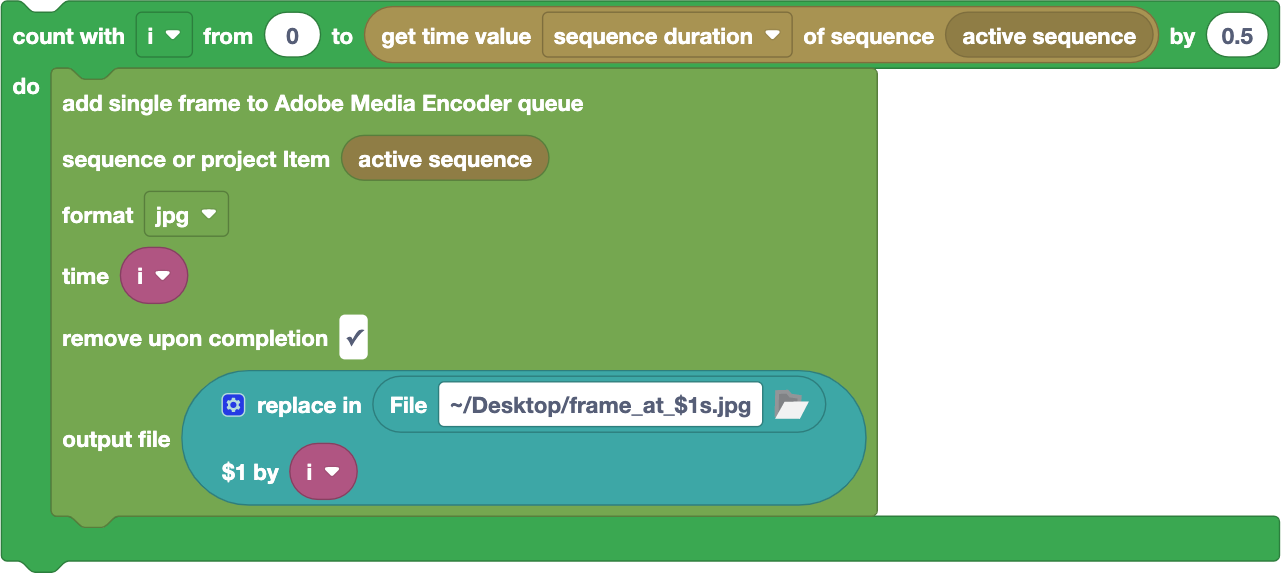 count with i from 0 to get time value sequence duration of sequence active sequence by 0.5
do
add single frame to Adobe Media Encoder queue
sequence or project Item active sequence
format jpg
time i
remove upon completion ✓
replace in File ~/Desktop/frame_at_$1s.jpg
output file
$1 by i